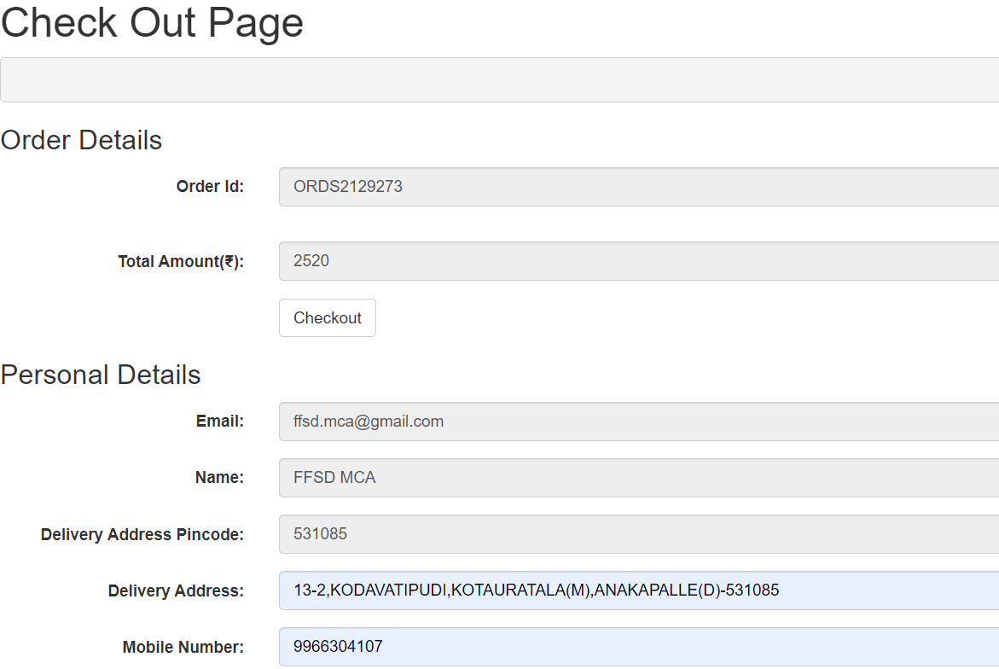 Check Out Page
Order Details
Order Id: ORDS2129273
Total Amount(₹): 2520
Checkout
Personal Details
Email: ffsd.mca@gmail.com
Name: FFSD MCA
Delivery Address Pincode: 531085
Delivery Address: 13-2,KODAVATIPUDI,KOTAURATALA(M),ANAKAPALLE(D)-531085
Mobile Number: 9966304107